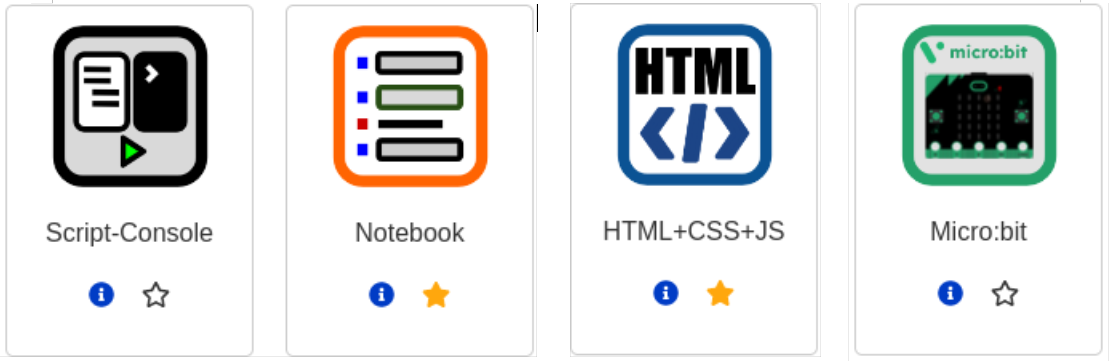 HTML
</>
micro:bit
Script-Console
Notebook
HTML+CSS+JS
Micro:bit